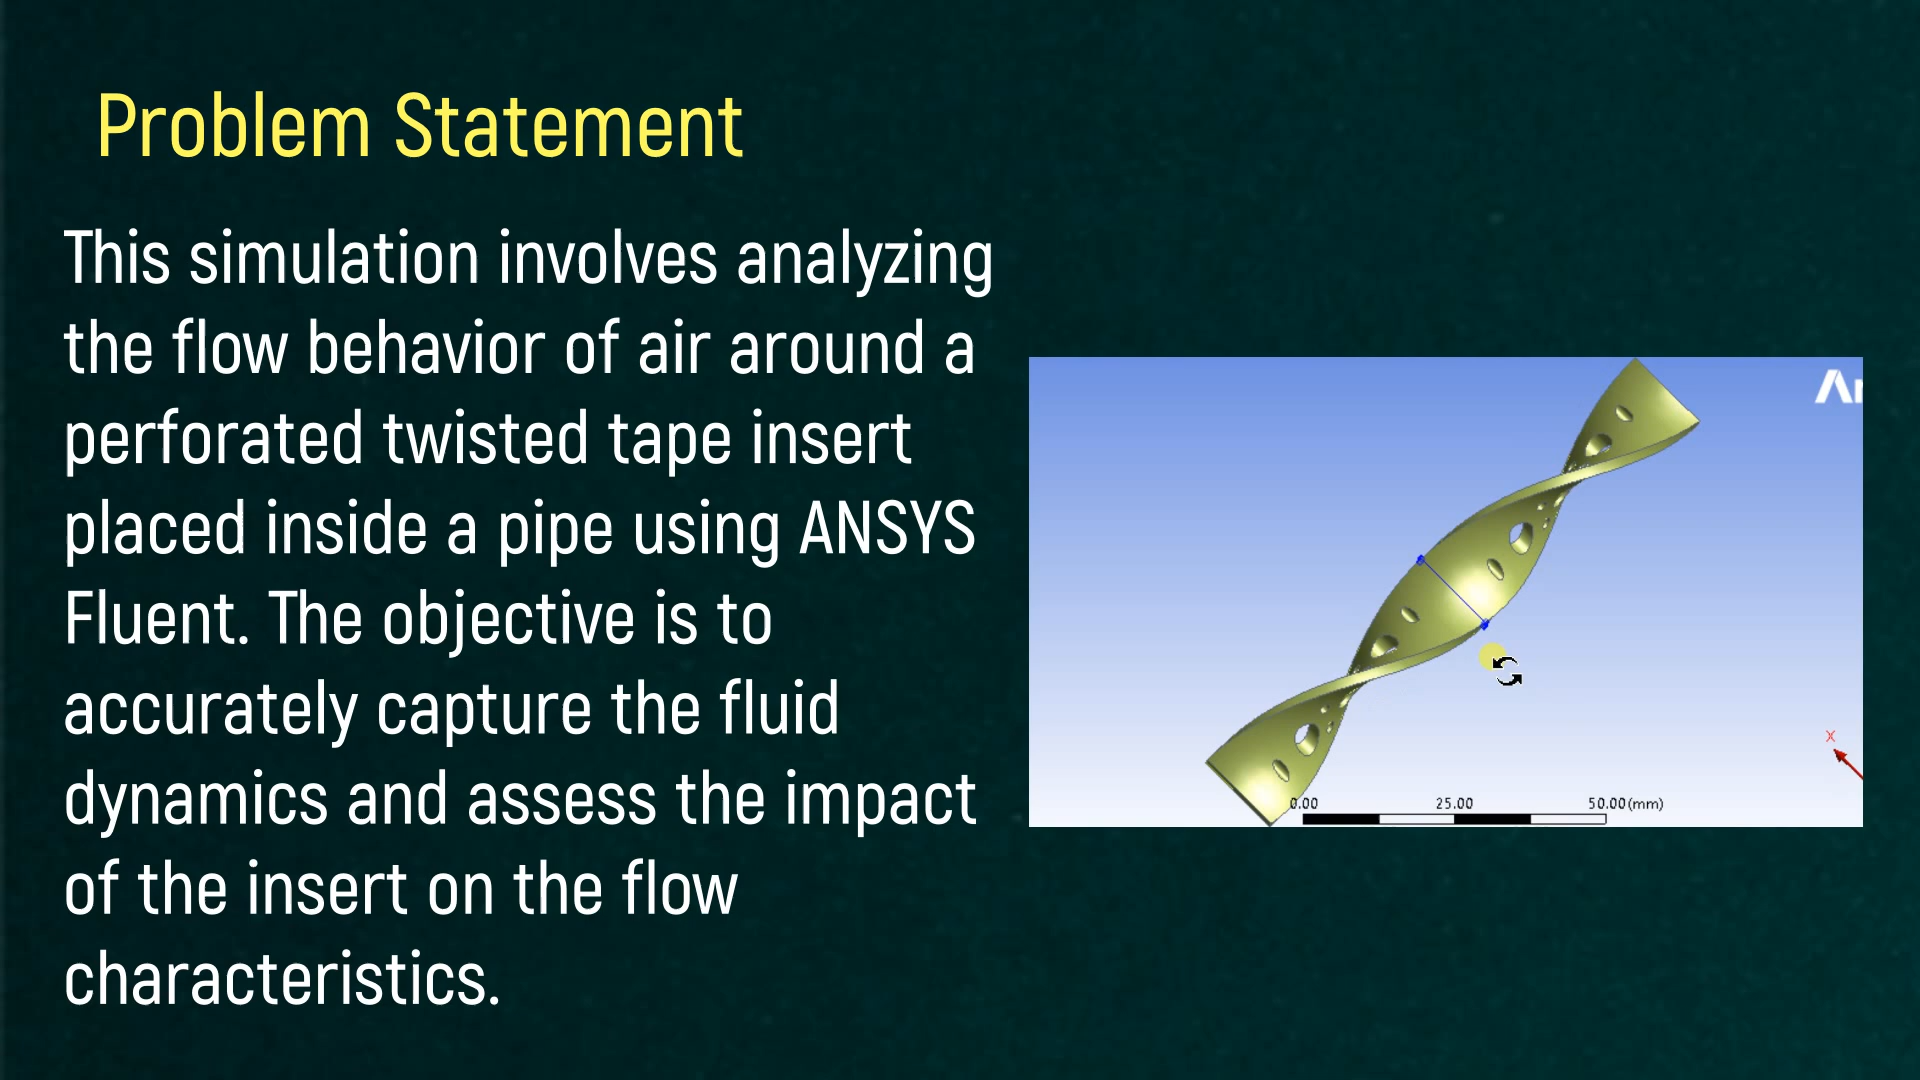 Problem Statement
This simulation involves analyzing
the flow behavior of air around a
perforated twisted tape insert
placed inside a pipe using ANSYS
Fluent. The objective is to
accurately capture the fluid
dynamics and assess the impact
of the insert on the flow
characteristics.
X
0.00 25.00 50.00 (mm)